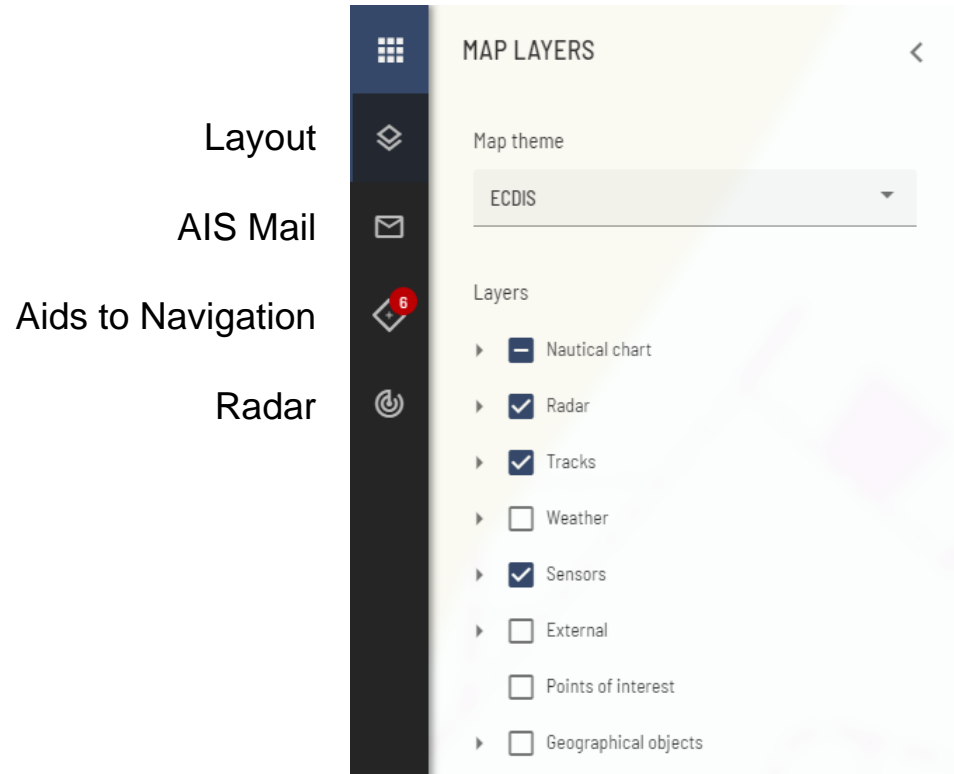 MAP LAYERS
Layout
Map theme
ECDIS
AIS Mail
Layers
Aids to Navigation
6
Nautical chart
Radar
Radar
Tracks
Weather
Sensors
External
Points of interest
Geographical objects